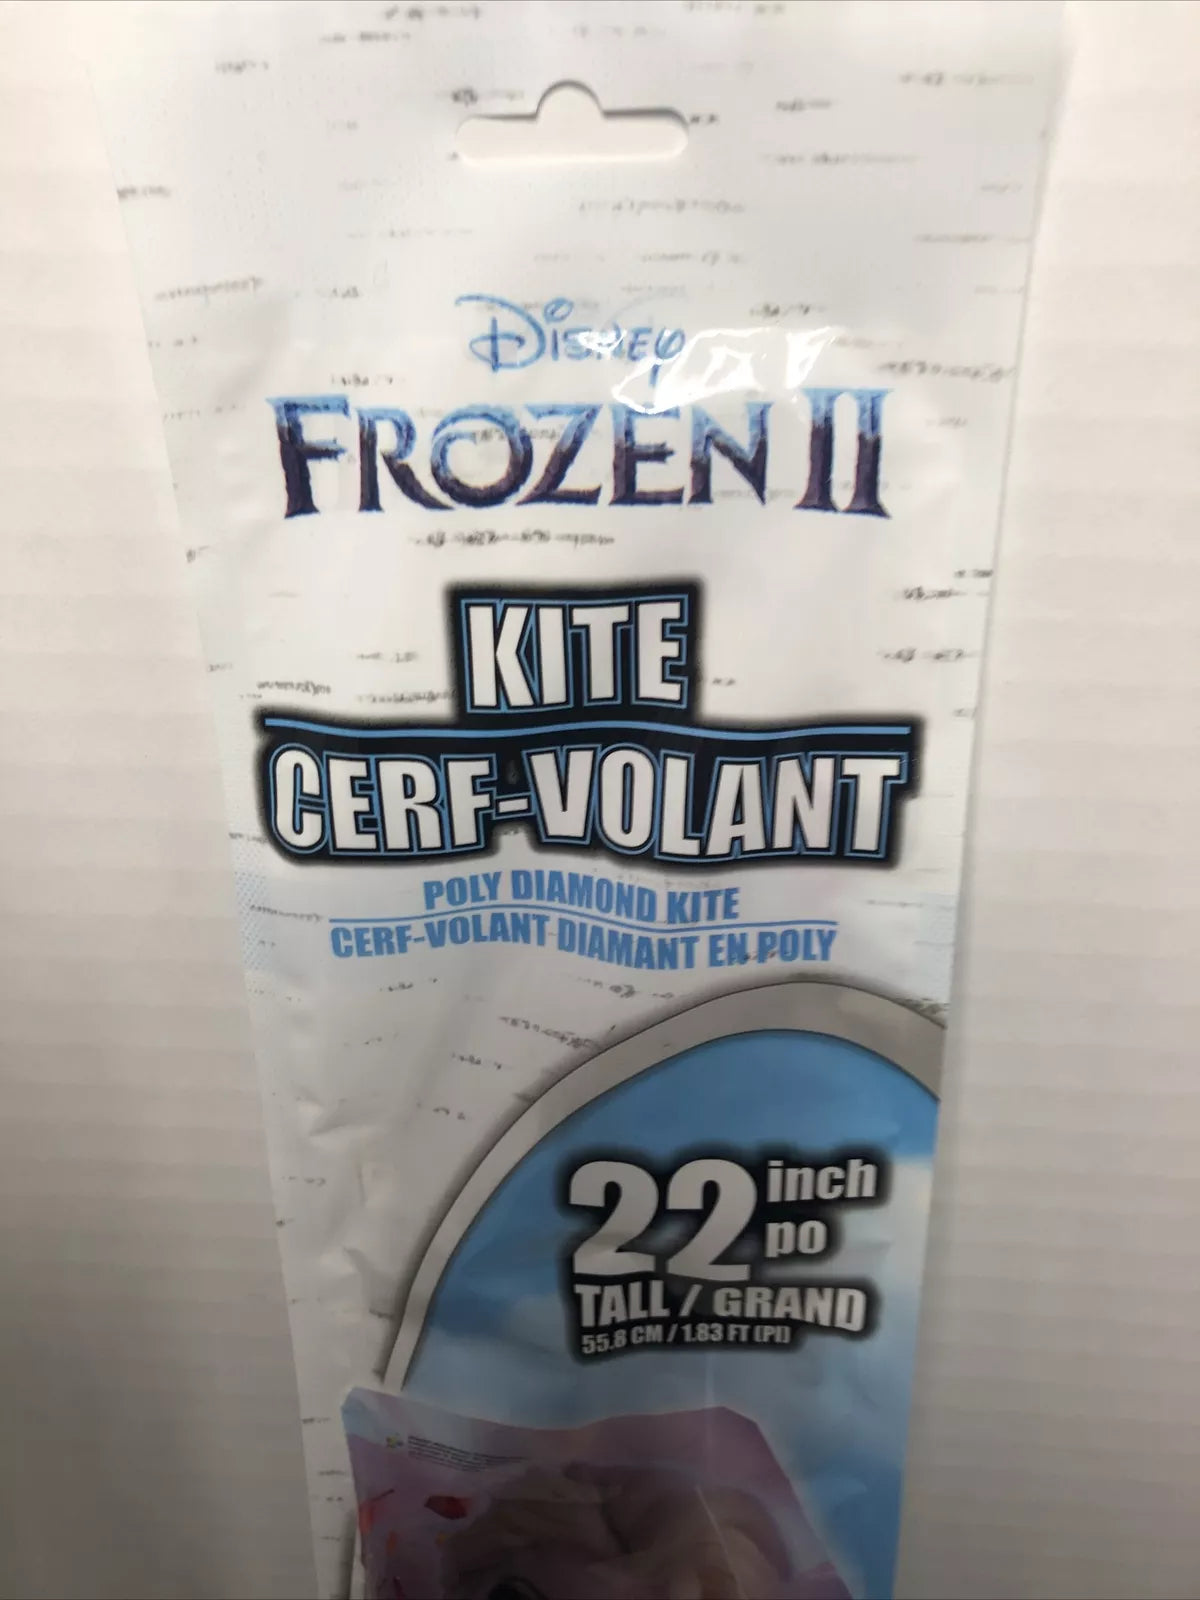 DISNEY
FROZEN II
KITE
CERF-VOLANT
POLY DIAMOND KITE
CERF-VOLANT DIAMANT EN POLY
22 inch
po
TALL / GRAND
55.8 CM / 1.83 FT (PI)